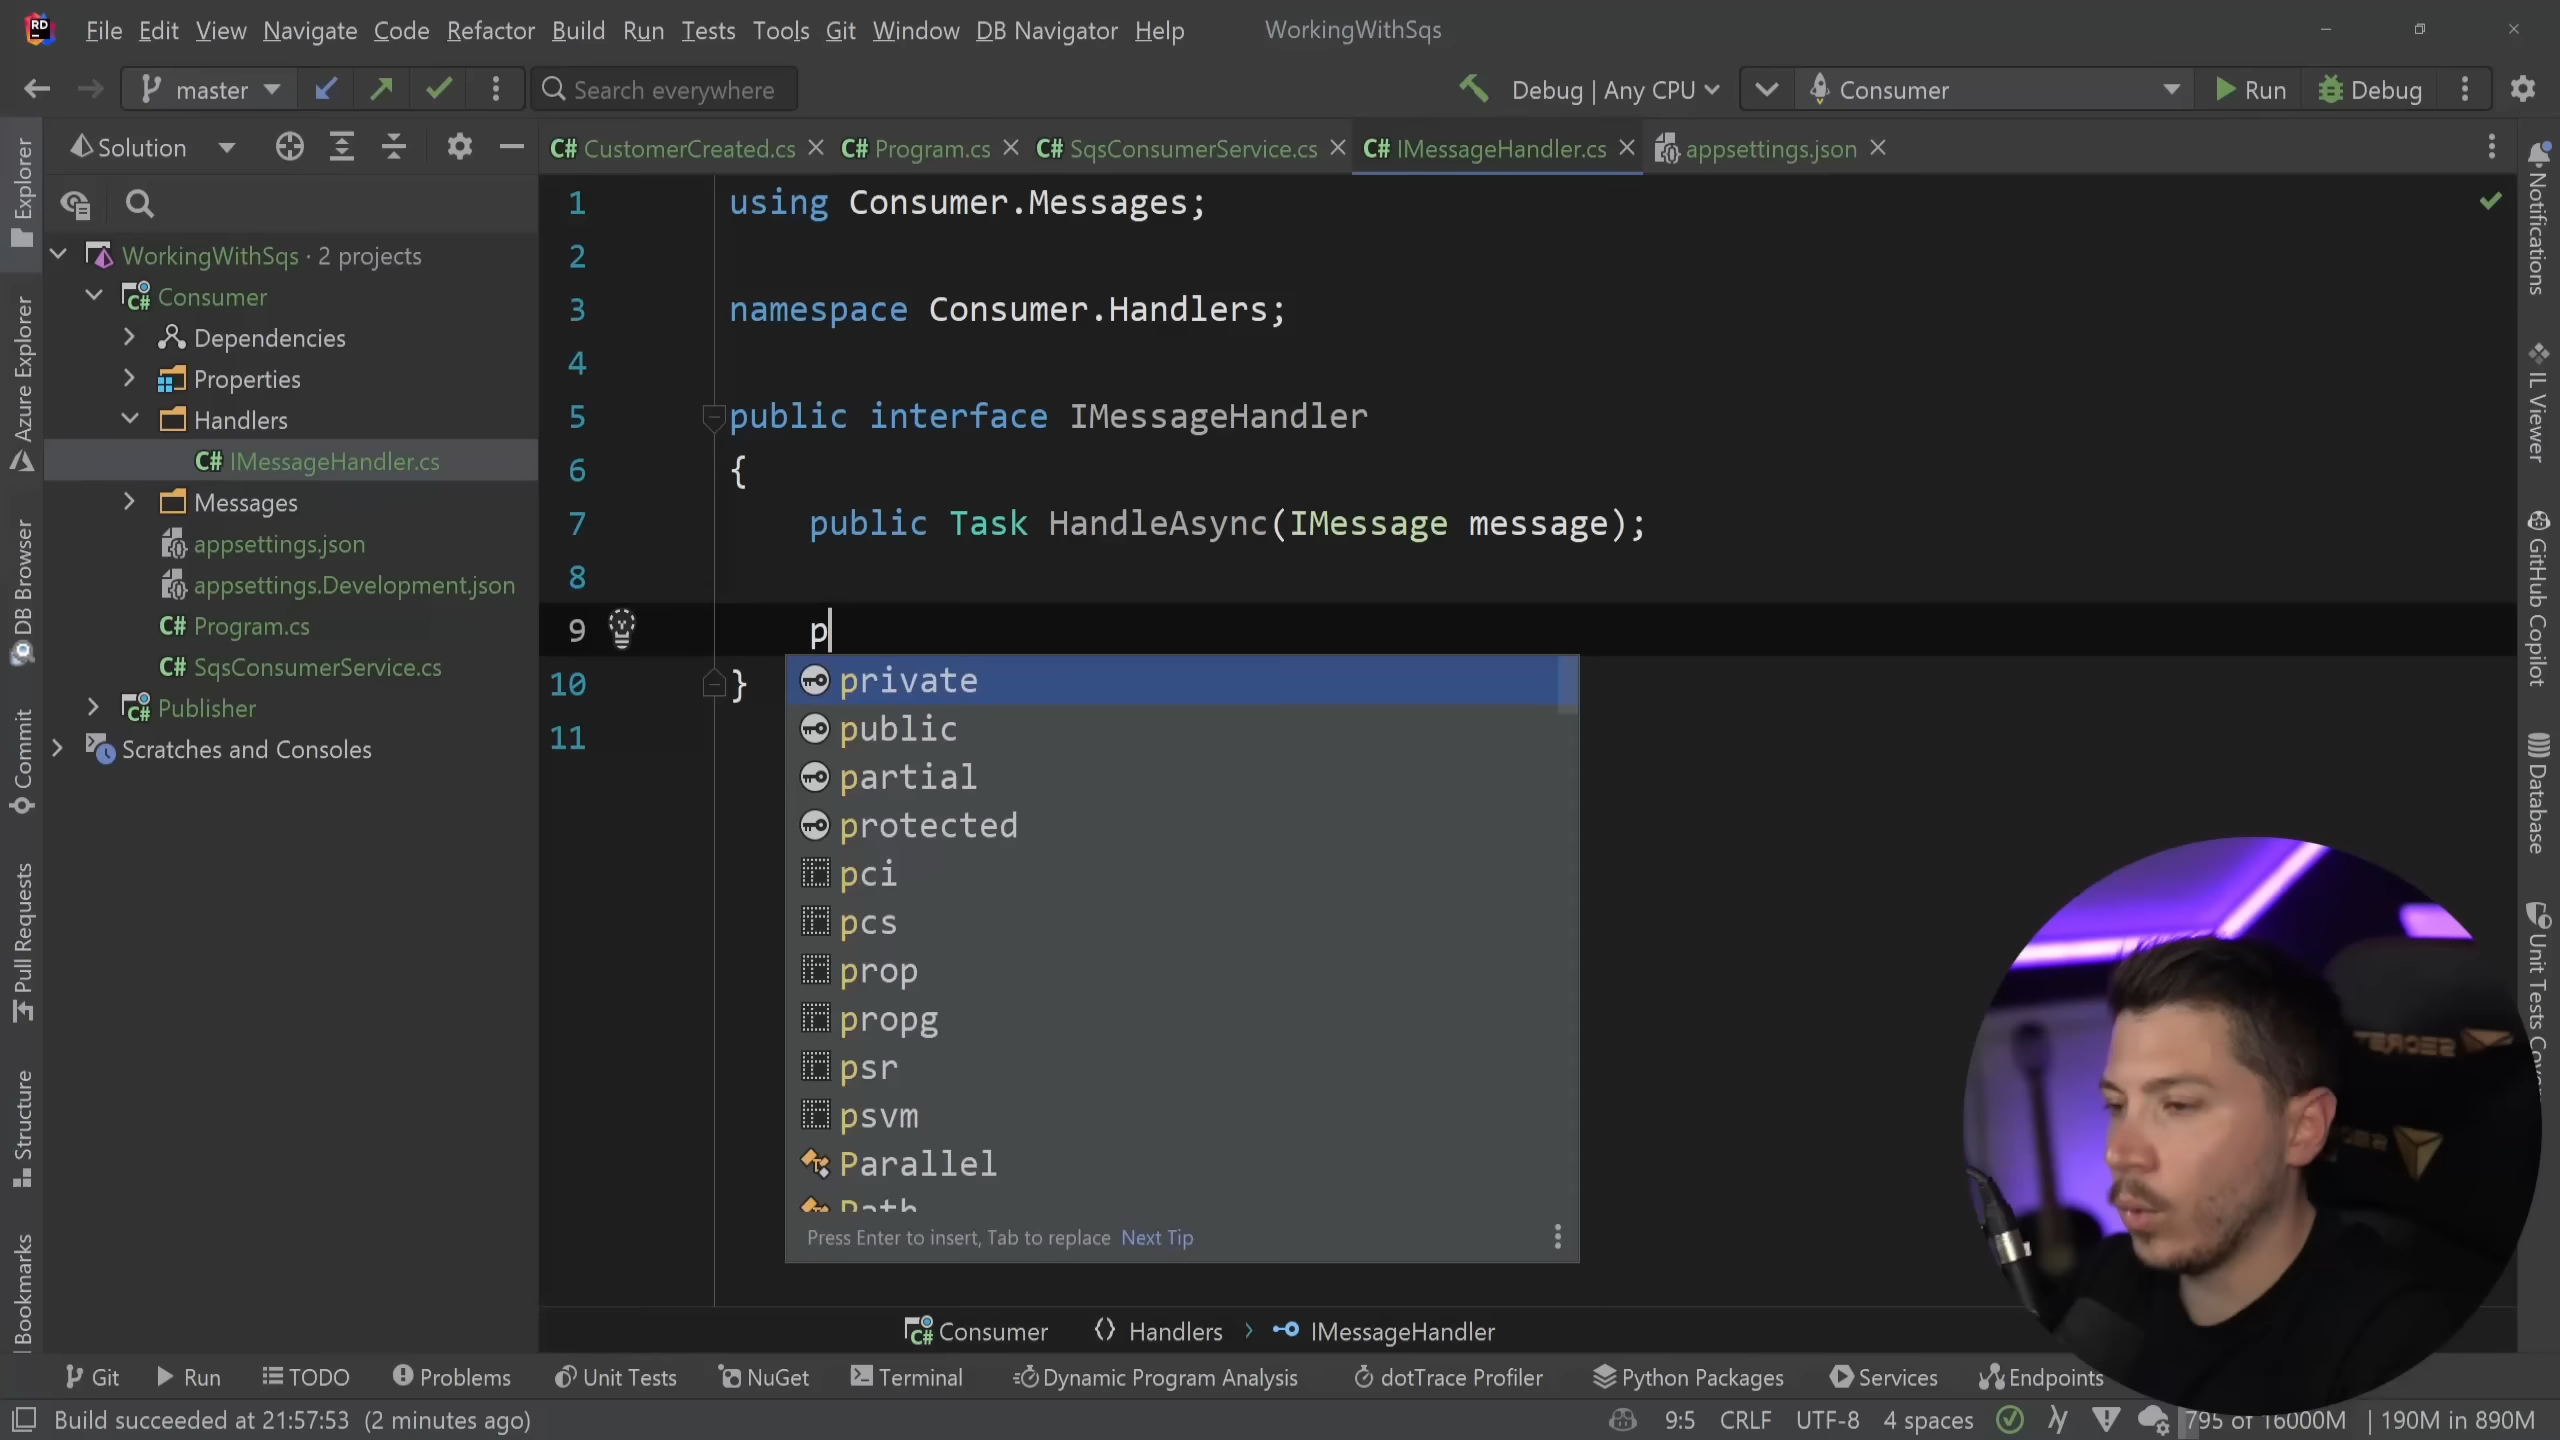 RD
File Edit View Navigate Code Refactor Build Run Tests Tools Git Window DB Navigator Help WorkingWithSqs
master Search everywhere Debug | Any CPU Consumer Run Debug
Solution C# CustomerCreated.cs C# Program.cs C# SqsConsumerService.cs C# IMessageHandler.cs appsettings.json
Explorer
Azure Explorer
DB Browser
Commit
Pull Requests
Structure
Bookmarks
WorkingWithSqs · 2 projects
C# Consumer
Dependencies
Properties
Handlers
C# IMessageHandler.cs
Messages
appsettings.json
appsettings.Development.json
C# Program.cs
C# SqsConsumerService.cs
C# Publisher
Scratches and Consoles
1 using Consumer.Messages;
2
3 namespace Consumer.Handlers;
4
5 public interface IMessageHandler
6 {
7 public Task HandleAsync(IMessage message);
8
9 p
10 }
11
private
public
partial
protected
pci
pcs
prop
propg
psr
psvm
Parallel
Path
Press Enter to insert, Tab to replace Next Tip
Notifications
IL Viewer
GitHub Copilot
Database
Unit Tests
C# Consumer Handlers IMessageHandler
Git Run TODO Problems Unit Tests NuGet Terminal Dynamic Program Analysis dotTrace Profiler Python Packages Services Endpoints
Build succeeded at 21:57:53 (2 minutes ago) 9:5 CRLF UTF-8 4 spaces 795 of 16000M | 190M in 890M